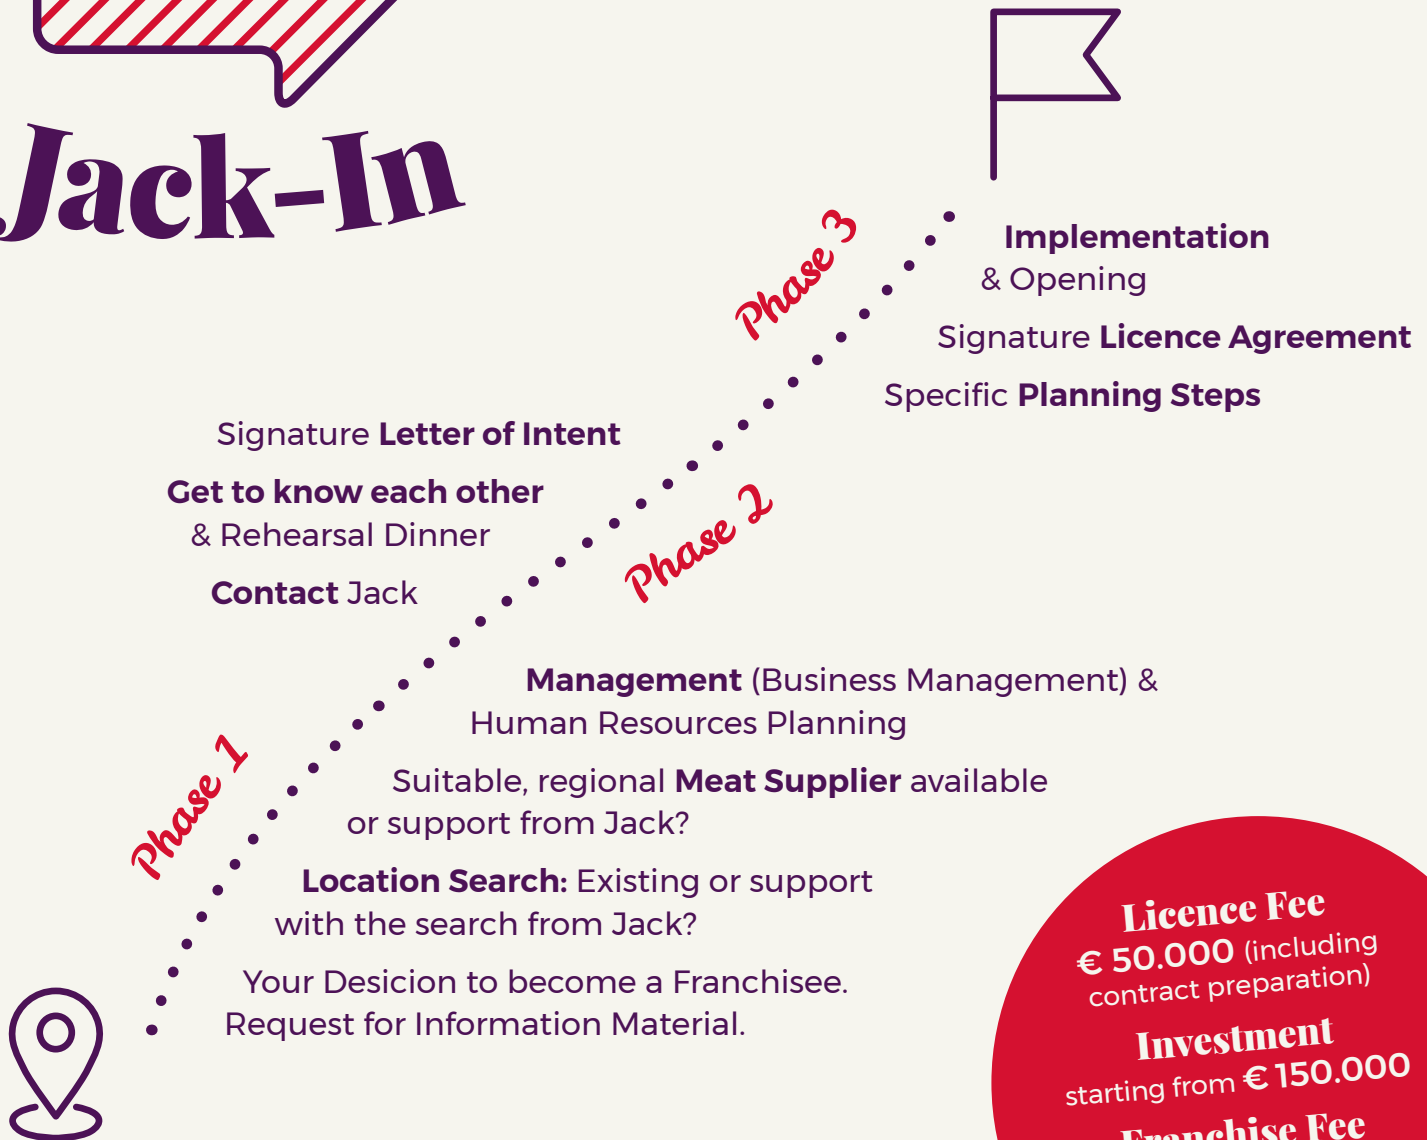 Jack-In
Phase 3
Implementation
& Opening
Signature Licence Agreement
Specific Planning Steps
Signature Letter of Intent
Get to know each other
& Rehearsal Dinner
Contact Jack
Phase 2
Management (Business Management) &
Human Resources Planning
Suitable, regional Meat Supplier available
or support from Jack?
Phase 1
Location Search: Existing or support
with the search from Jack?
Your Desicion to become a Franchisee.
Request for Information Material.
Licence Fee
€ 50.000 (including
contract preparation)
Investment
starting from € 150.000
Franchise Fee